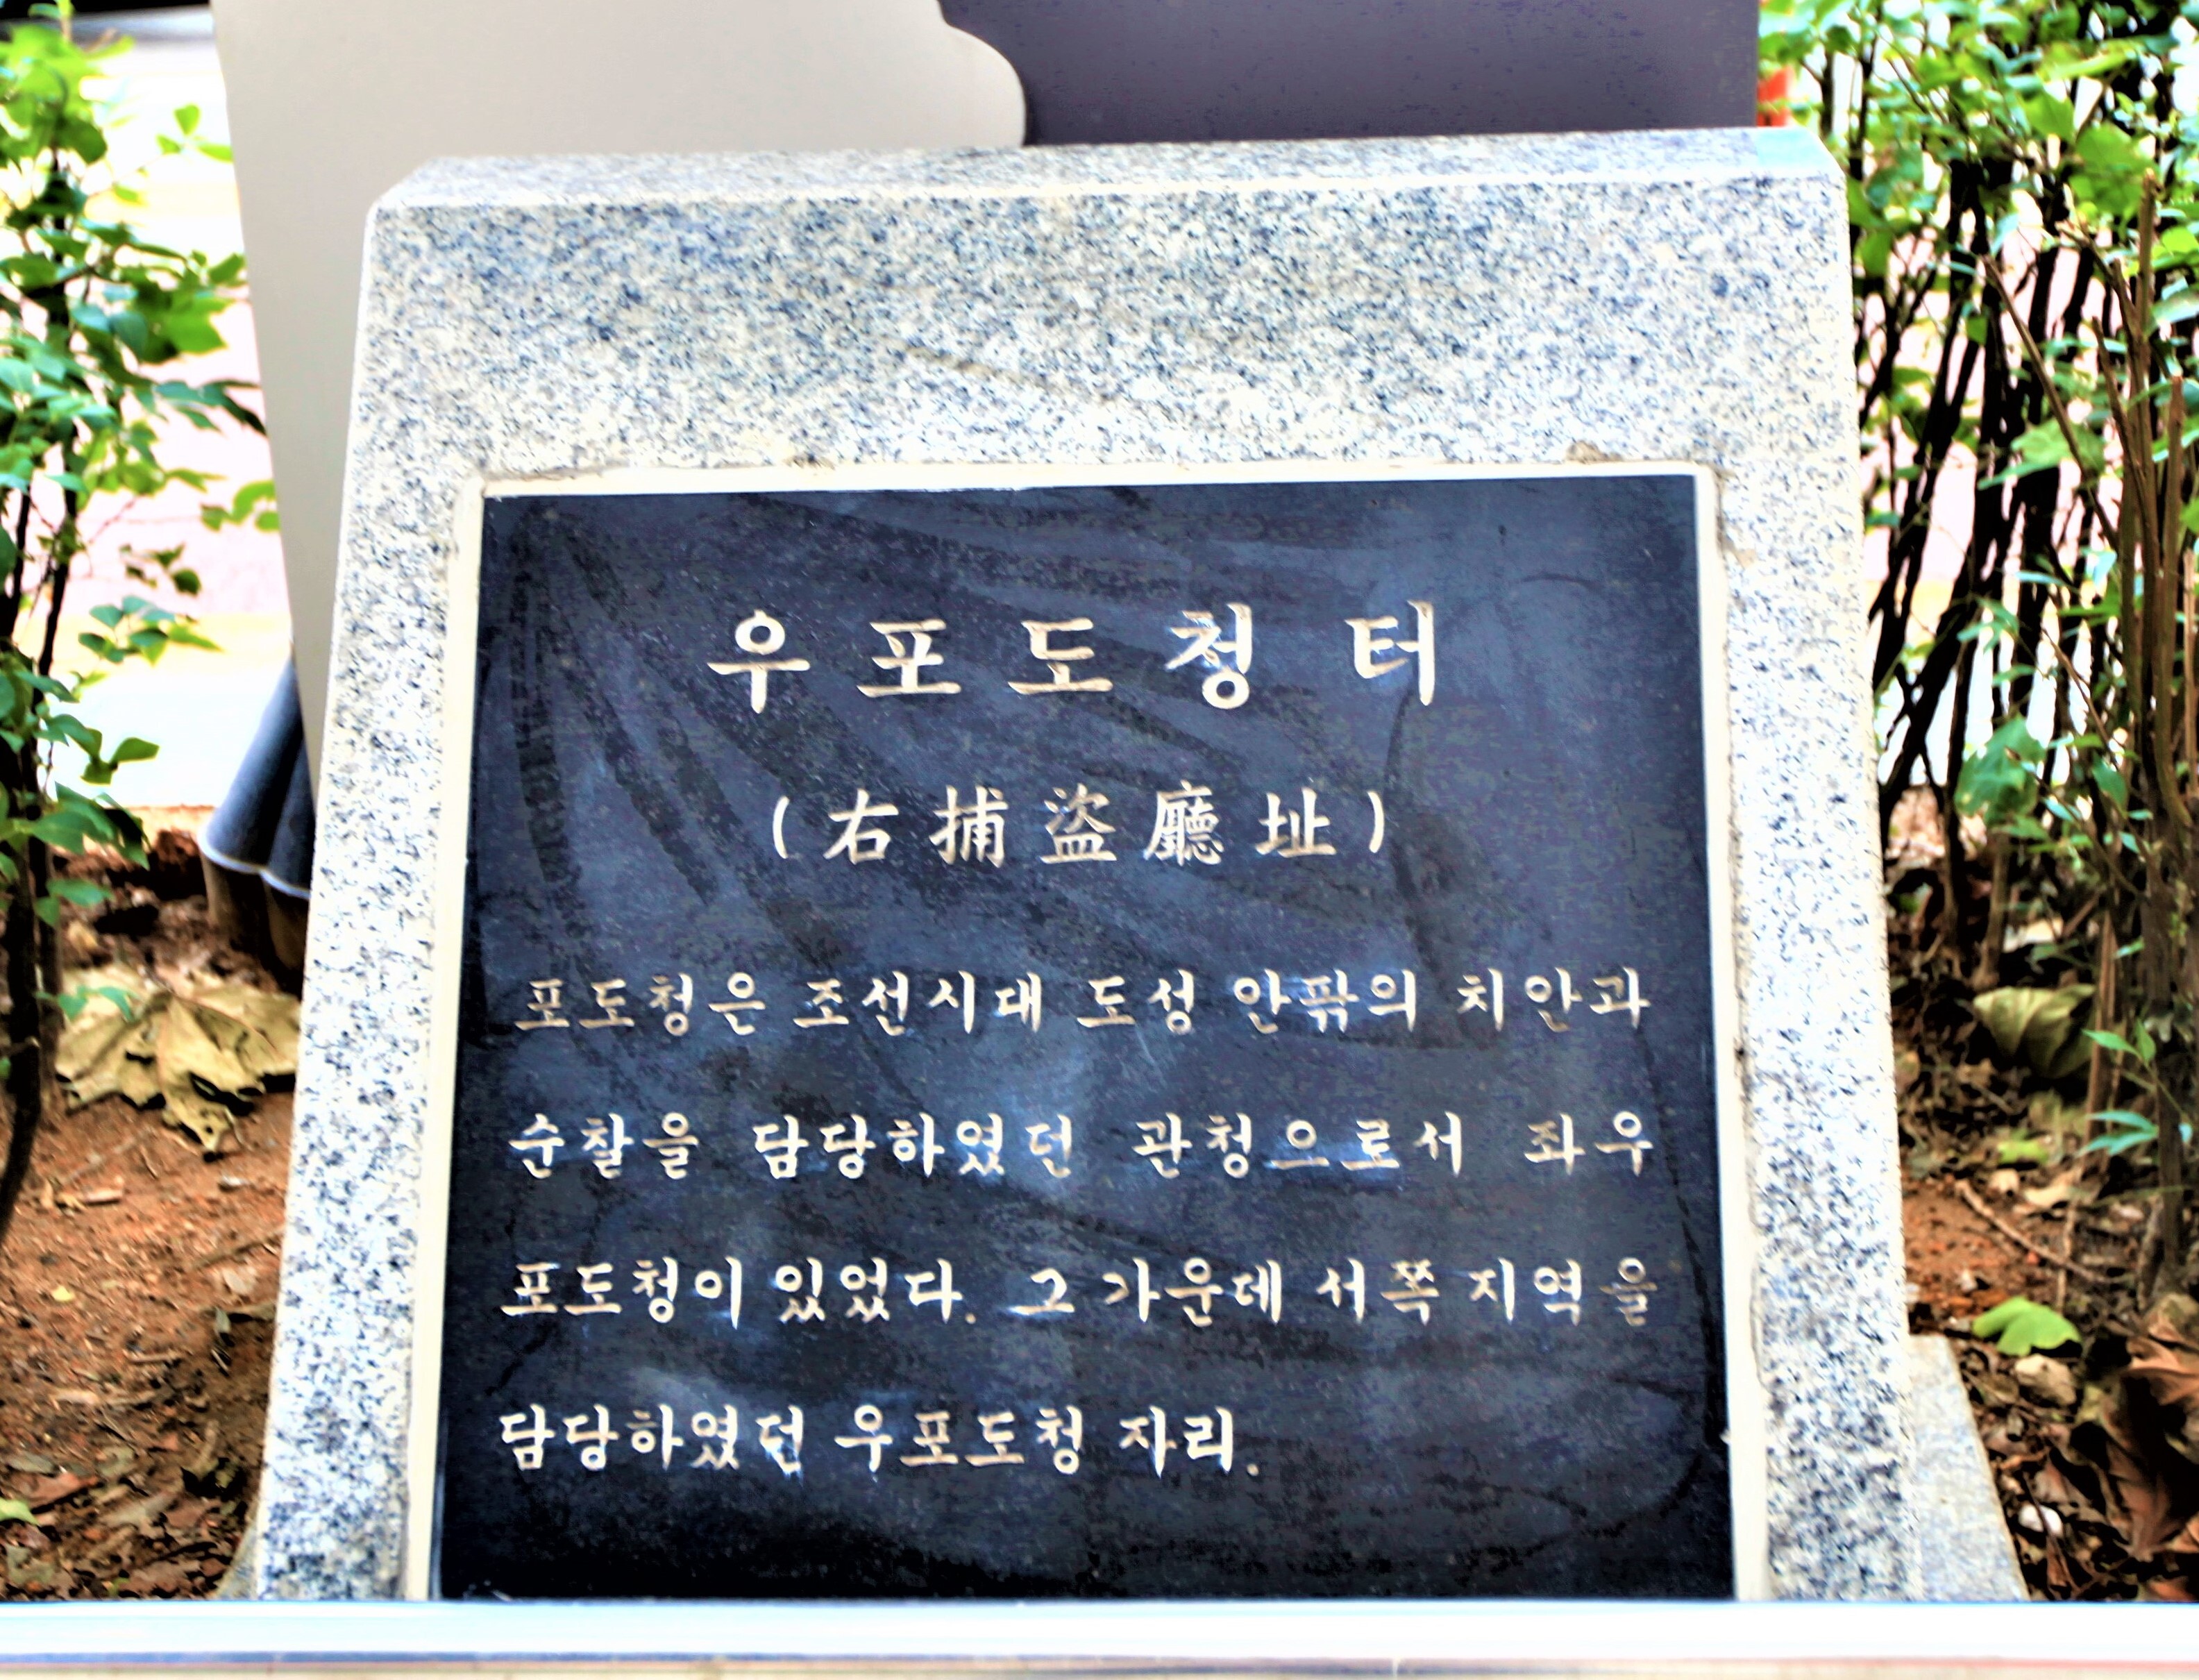 우포도청 터
(右捕盜廳址)
포도청은 조선시대 도성 안팎의 치안과
순찰을 담당하였던 관청으로서 좌우
포도청이 있었다. 그 가운데 서쪽 지역을
담당하였던 우포도청 자리.